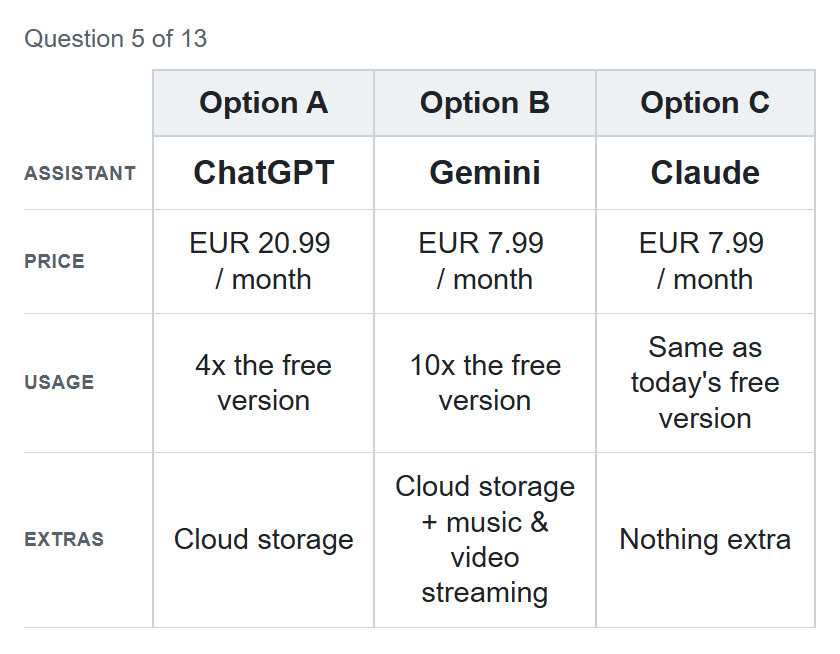 Question 5 of 13
Option A Option B Option C
ASSISTANT ChatGPT Gemini Claude
PRICE EUR 20.99 / month EUR 7.99 / month EUR 7.99 / month
USAGE 4x the free version 10x the free version Same as today's free version
EXTRAS Cloud storage Cloud storage + music & video streaming Nothing extra